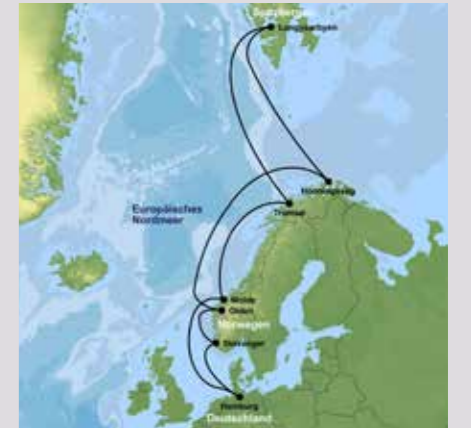 Spitzbergen
Longyearbyen
Honningsvåg
Tromsø
Europäisches
Nordmeer
Molde
Olden
Norwegen
Stavanger
Hamburg
Deutschland